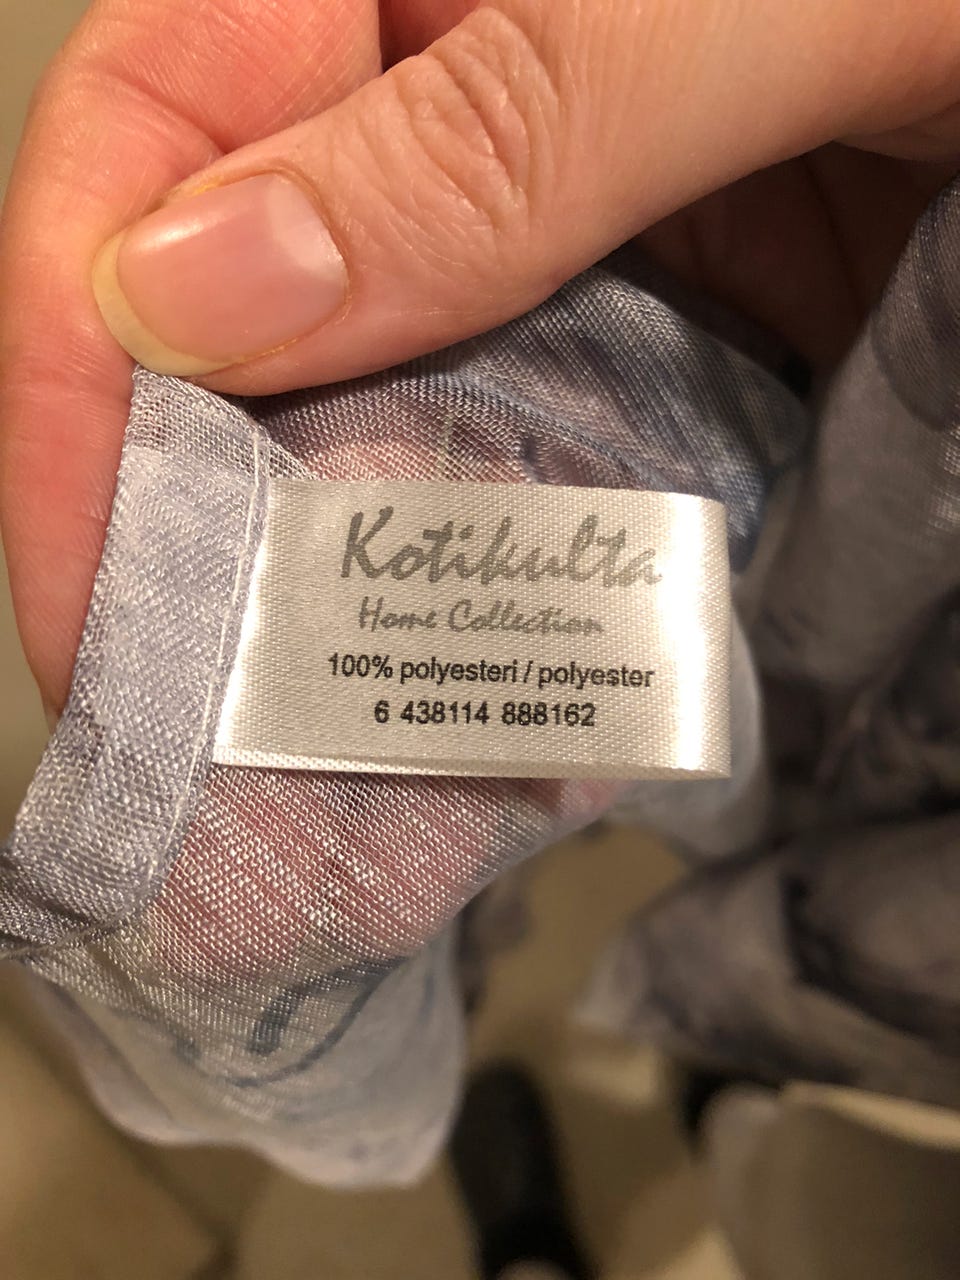 Kotikulta
Home Collection
100% polyesteri / polyester
6 438114 888162